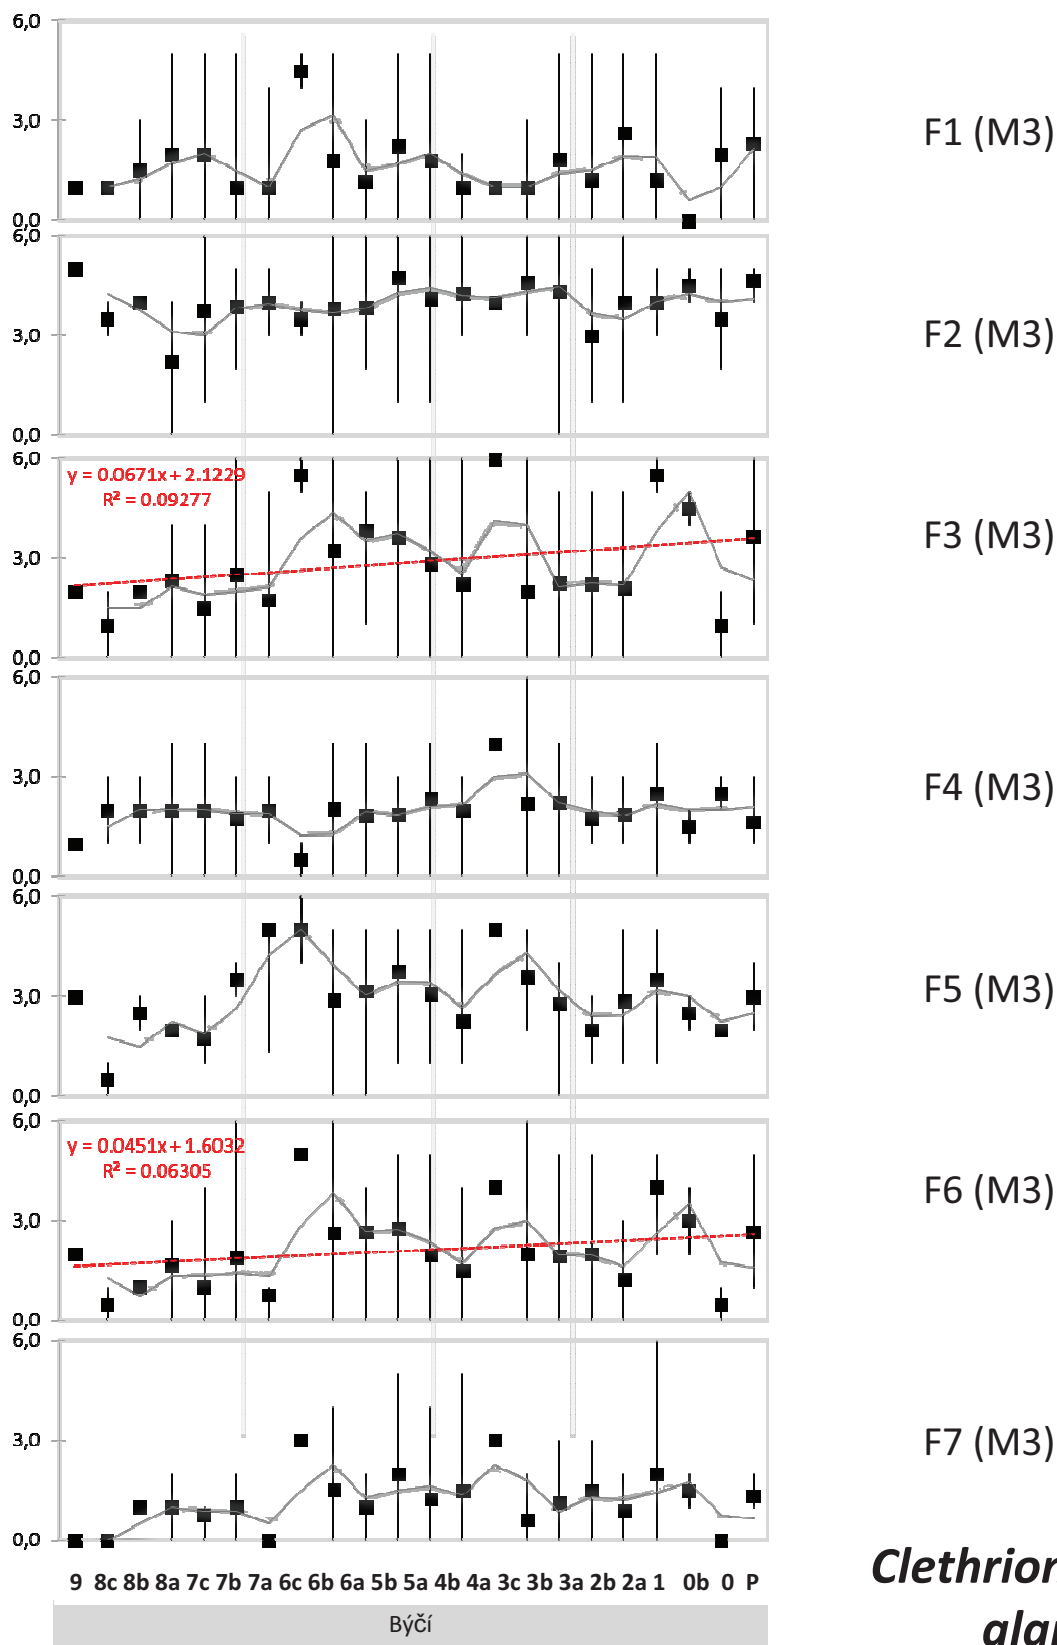 6,0
3,0
0,0
F1 (M3)
6,0
3,0
0,0
F2 (M3)
6,0
3,0
0,0
y = 0.0671x + 2.1229
R² = 0.09277
F3 (M3)
6,0
3,0
0,0
F4 (M3)
6,0
3,0
0,0
F5 (M3)
6,0
3,0
0,0
y = 0.0451x + 1.6032
R² = 0.06305
F6 (M3)
6,0
3,0
0,0
F7 (M3)
9 8c 8b 8a 7c 7b 7a 6c 6b 6a 5b 5a 4b 4a 3c 3b 3a 2b 2a 1 0b 0 P
Býčí